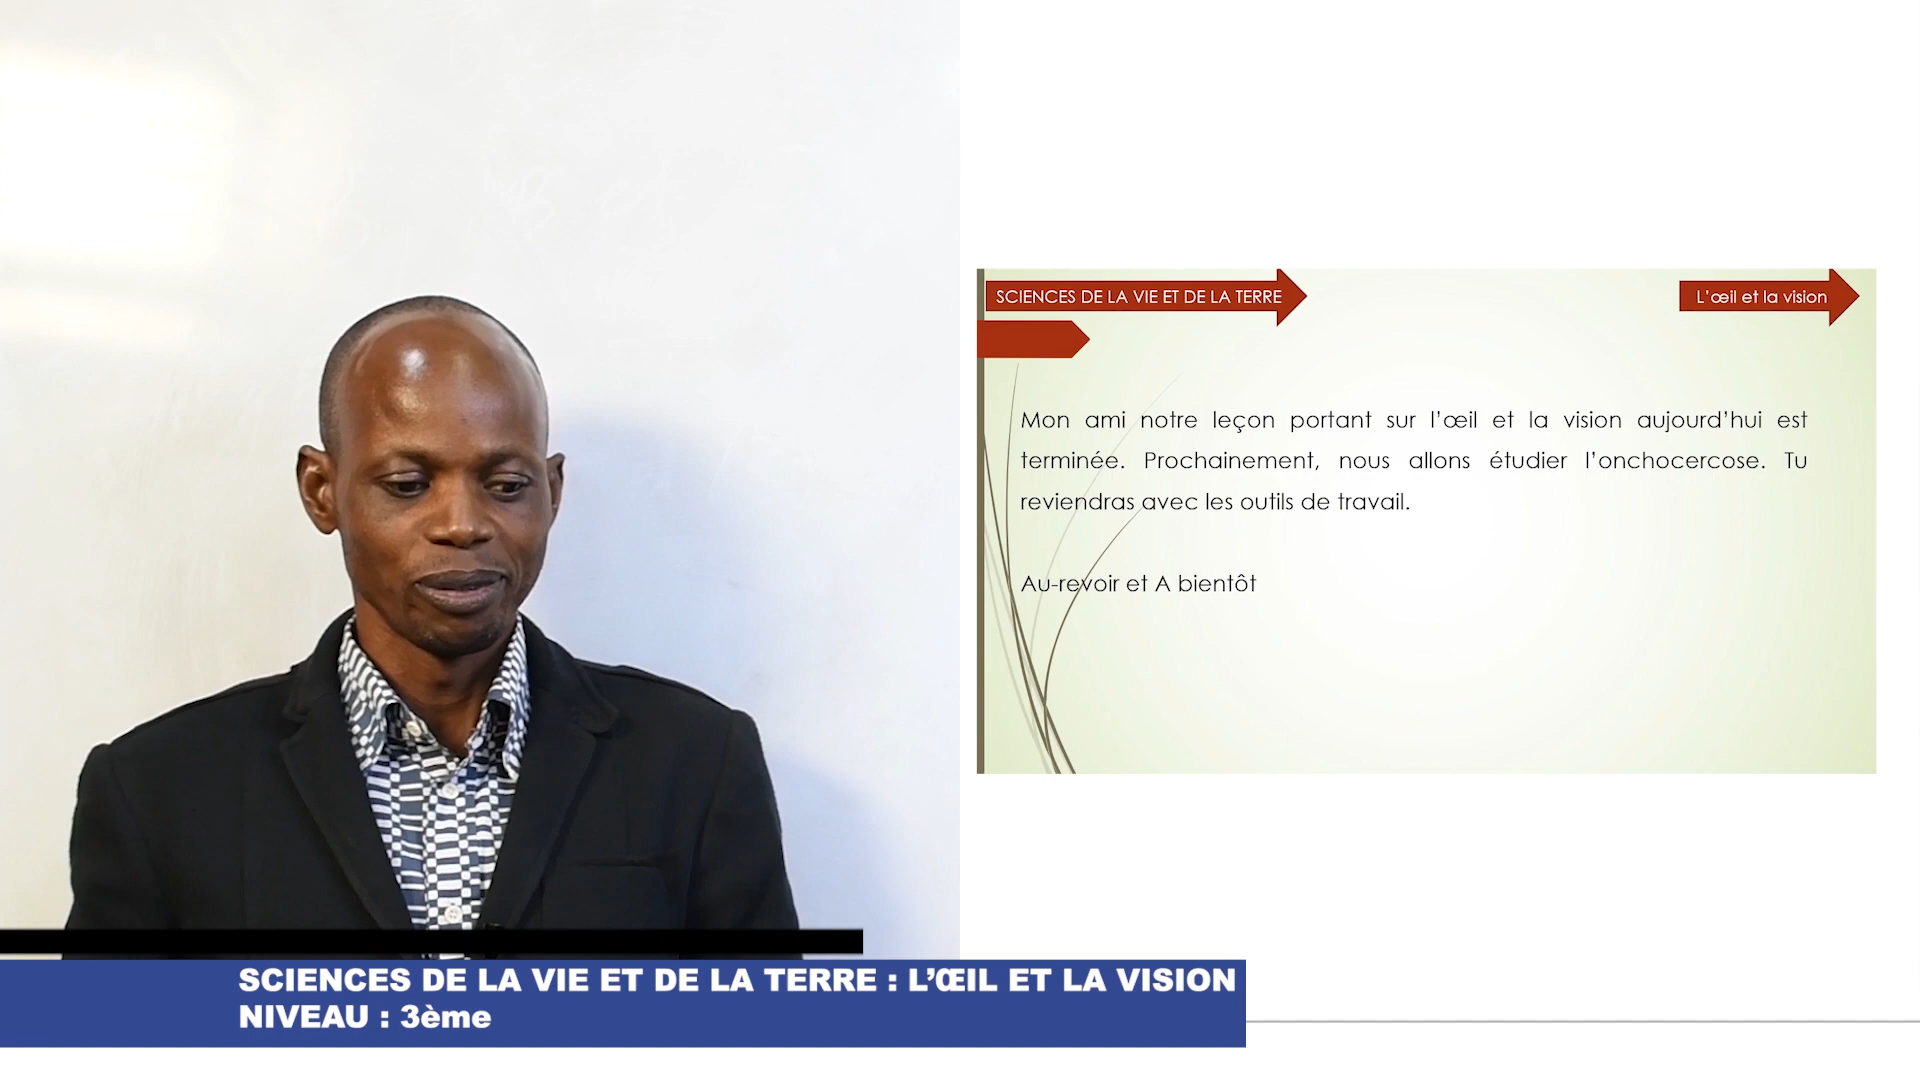 SCIENCES DE LA VIE ET DE LA TERRE
L'œil et la vision
Mon ami notre leçon portant sur l'œil et la vision aujourd'hui est
terminée. Prochainement, nous allons étudier l'onchocercose. Tu
reviendras avec les outils de travail.
Au-revoir et A bientôt
SCIENCES DE LA VIE ET DE LA TERRE : L'ŒIL ET LA VISION
NIVEAU : 3ème